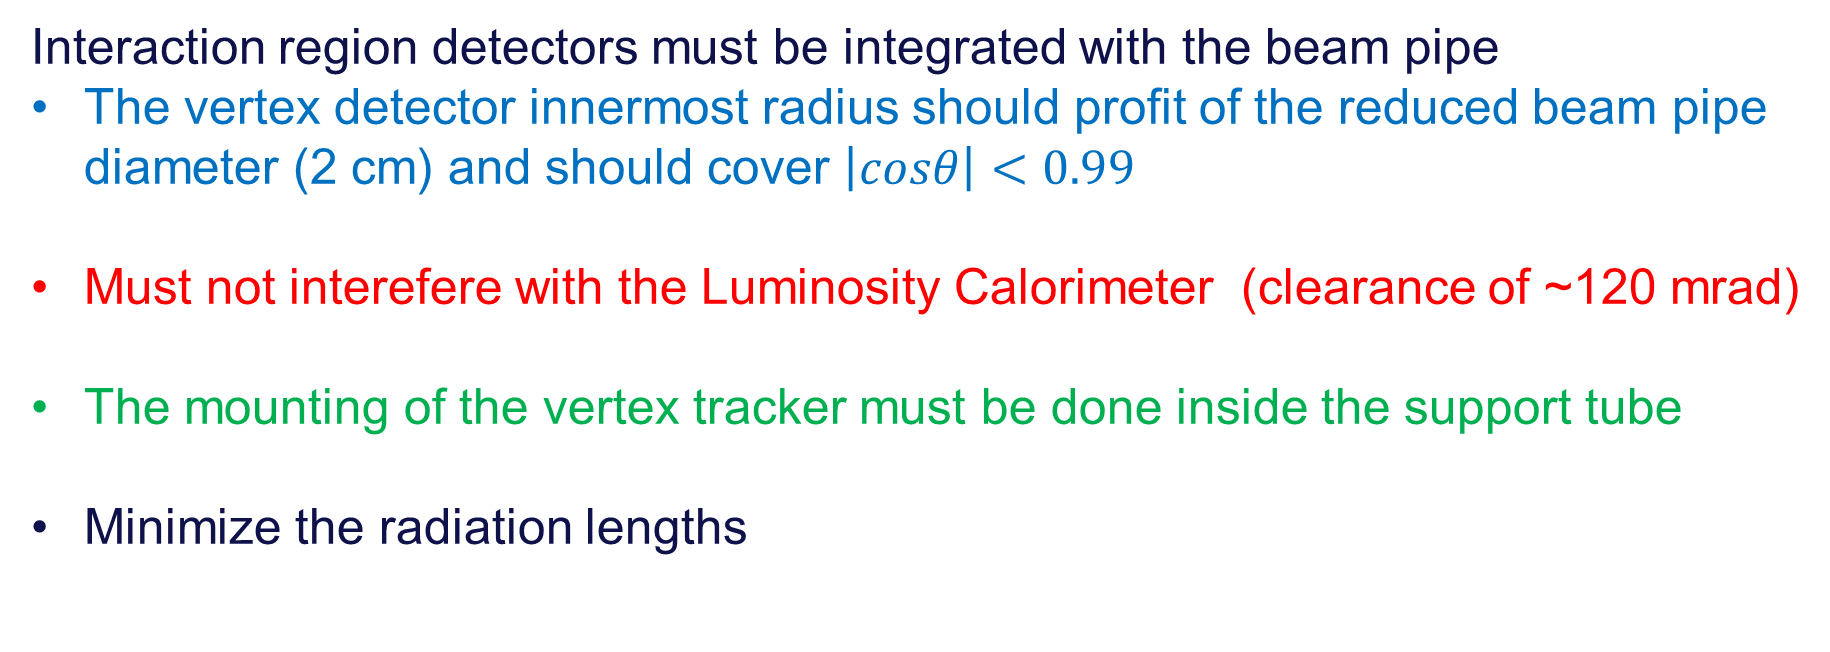 Interaction region detectors must be integrated with the beam pipe
• The vertex detector innermost radius should profit of the reduced beam pipe
diameter (2 cm) and should cover |cosθ| < 0.99
• Must not interefere with the Luminosity Calorimeter (clearance of ~120 mrad)
• The mounting of the vertex tracker must be done inside the support tube
• Minimize the radiation lengths